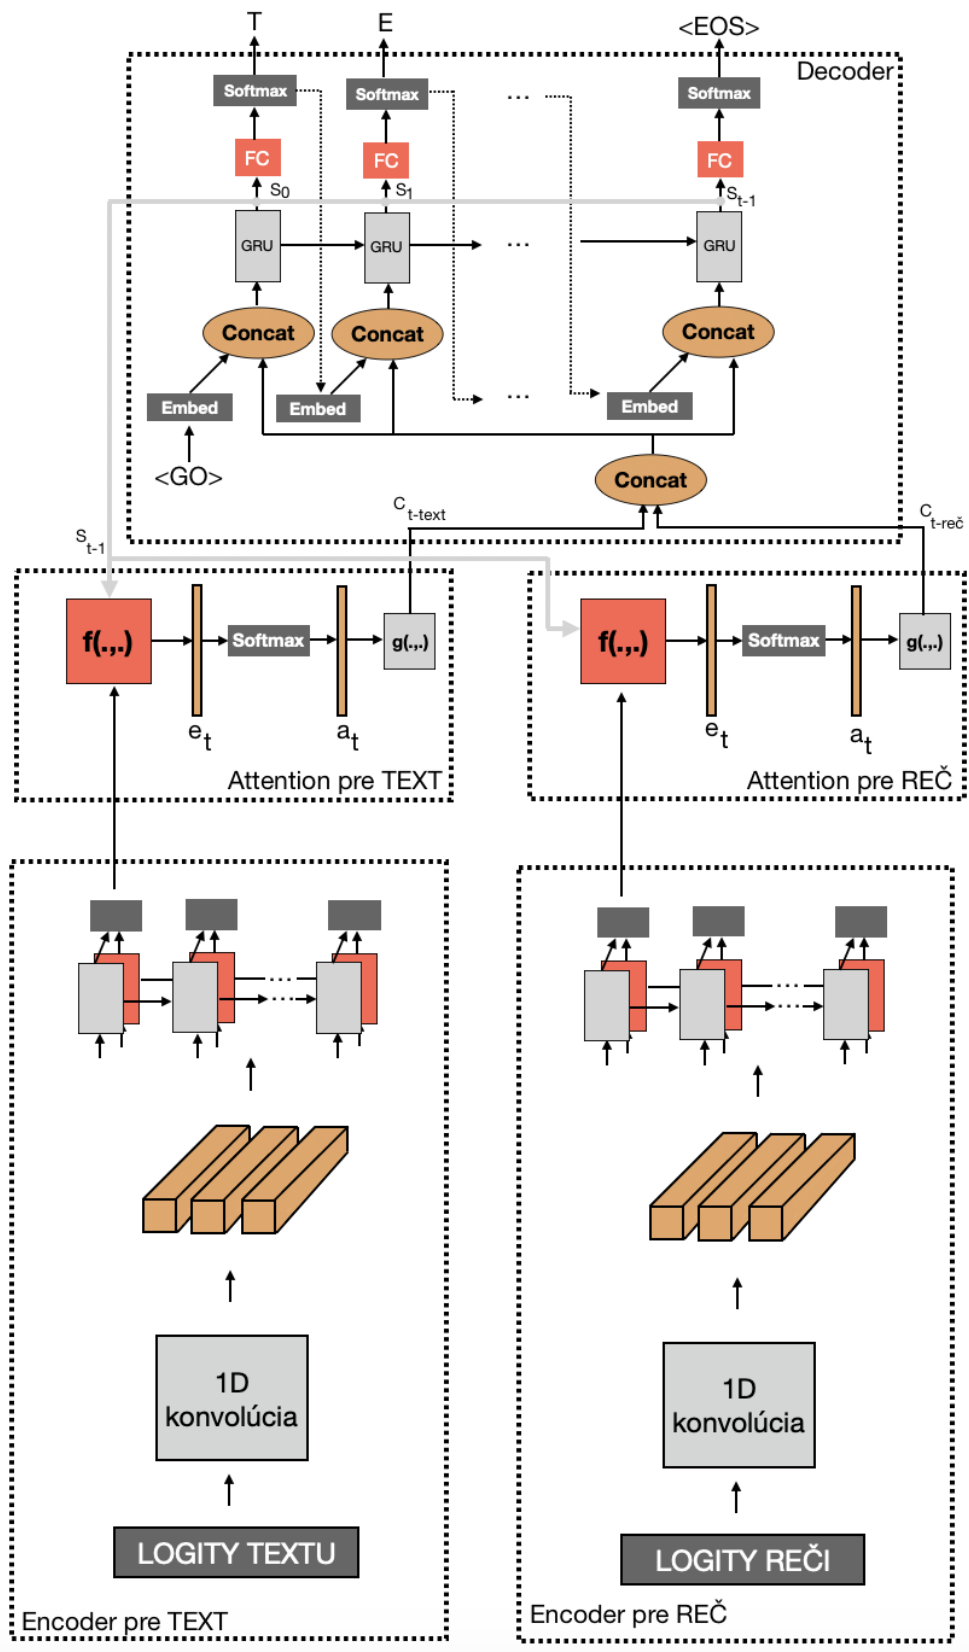 T
E
<EOS>
Decoder
Softmax
Softmax
...
Softmax
FC
FC
FC
S0
S1
St-1
GRU
GRU
...
GRU
Concat
Concat
Concat
Embed
Embed
...
Embed
<GO>
Concat
Ct-text
Ct-reč
St-1
f(.,.)
Softmax
g(.,.)
et
at
Attention pre TEXT
f(.,.)
Softmax
g(.,.)
et
at
Attention pre REČ
...
...
...
...
1D
konvolúcia
LOGITY TEXTU
Encoder pre TEXT
1D
konvolúcia
LOGITY REČI
Encoder pre REČ